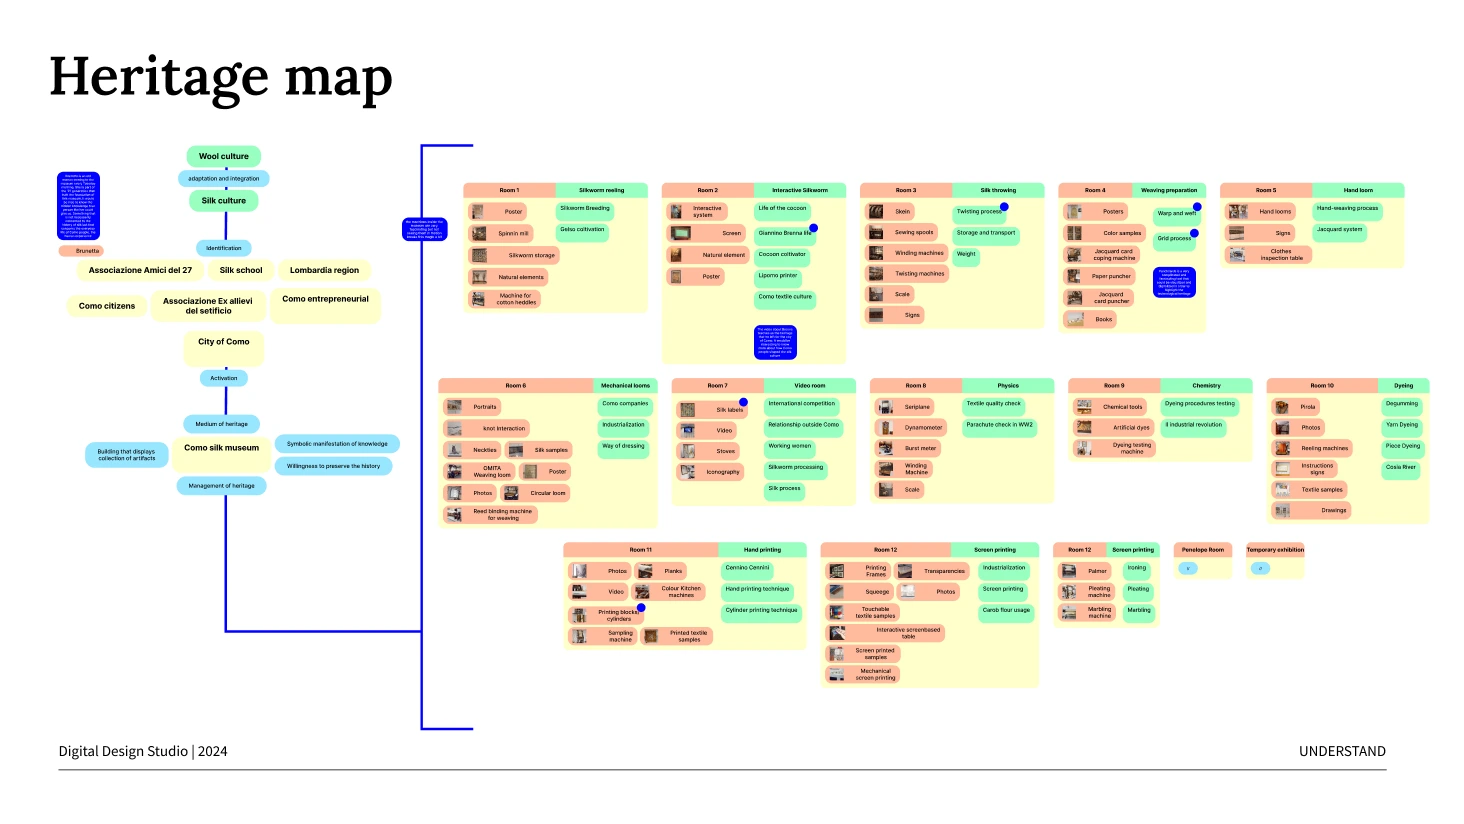 Heritage map
Wool culture
adaptation and integration
Silk culture
Identification
Brunetta
Associazione Amici del 27
Silk school
Lombardia region
Como citizens
Associazione Ex allievi
del setificio
Como entrepreneurial
City of Como
Activation
Medium of heritage
Building that displays
collection of artifacts
Como silk museum
Symbolic manifestation of knowledge
Willingness to preserve the history
Management of heritage
Room 1
Silkworm reeling
Poster
Spinnin mill
Silkworm storage
Natural elements
Machine for
cotton heddles
Silkworm Breeding
Gelso coltivation
Room 2
Interactive Silkworm
Interactive
system
Screen
Natural element
Poster
Life of the cocoon
Giannino Branna life
Cocoon coltivator
Lipomo printer
Como textile culture
Room 3
Silk throwing
Skein
Sewing spools
Winding machines
Twisting machines
Scale
Signs
Twisting process
Storage and transport
Weight
Room 4
Weaving preparation
Posters
Color samples
Jacquard card
coping machine
Paper puncher
Jacquard
card puncher
Books
Warp and weft
Grid process
Room 5
Hand loom
Hand looms
Signs
Clothes
inspection table
Hand-weaving process
Jacquard system
Room 6
Mechanical looms
Portraits
knot Interaction
Neckties
Silk samples
OMITA
Weaving loom
Poster
Photos
Circular loom
Reed binding machine
for weaving
Como companies
Industrialization
Way of dressing
Room 7
Video room
Silk labels
Video
Stoves
Iconography
International competition
Relationship outside Como
Working women
Silkworm processing
Silk process
Room 8
Physics
Seriplane
Dynamometer
Burst meter
Winding
Machine
Scale
Textile quality check
Parachute check in WW2
Room 9
Chemistry
Chemical tools
Artificial dyes
Dyeing testing
machine
Dyeing procedures testing
II industrial revolution
Room 10
Dyeing
Pirola
Photos
Reeling machines
Instructions
signs
Textile samples
Drawings
Degumming
Yarn Dyeing
Piece Dyeing
Cosia River
Room 11
Hand printing
Photos
Planks
Video
Colour Kitchen
machines
Printing blocks/
cylinders
Sampling
machine
Printed textile
samples
Cennino Cennini
Hand printing technique
Cylinder printing technique
Room 12
Screen printing
Printing
Frames
Transparencies
Squeege
Photos
Touchable
textile samples
Interactive screenbased
table
Screen printed
samples
Mechanical
screen printing
Industrialization
Screen printing
Carob flour usage
Room 12
Screen printing
Palmer
Pleating
machine
Marbling
machine
Ironing
Pleating
Marbling
Penelope Room
Temporary exhibition
Digital Design Studio | 2024
UNDERSTAND